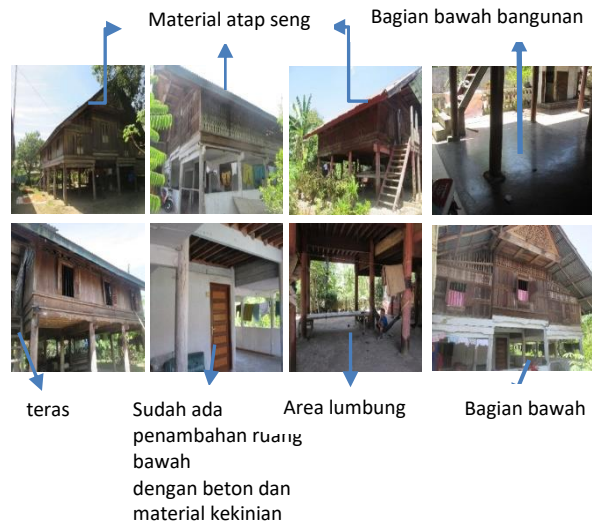 Material atap seng
Bagian bawah bangunan
teras
Sudah ada
penambahan ruang
bawah
dengan beton dan
material kekinian
Area lumbung
Bagian bawah